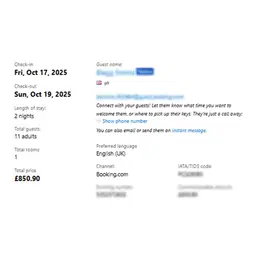 Check-in
Fri, Oct 17, 2025
Check-out
Sun, Oct 19, 2025
Length of stay:
2 nights
Total guests
11 adults
Total rooms
1
Total price
£850.90
Guest name
Connect with your guests! Let them know what time you want to
welcome them, or where to pick up their keys. They're just a call away:
— Show phone number
You can also email or send them an instant message.
Preferred language
English (UK)
Channel:
Booking.com
IATA/TIDS code
Booking number
Commissionable amount: